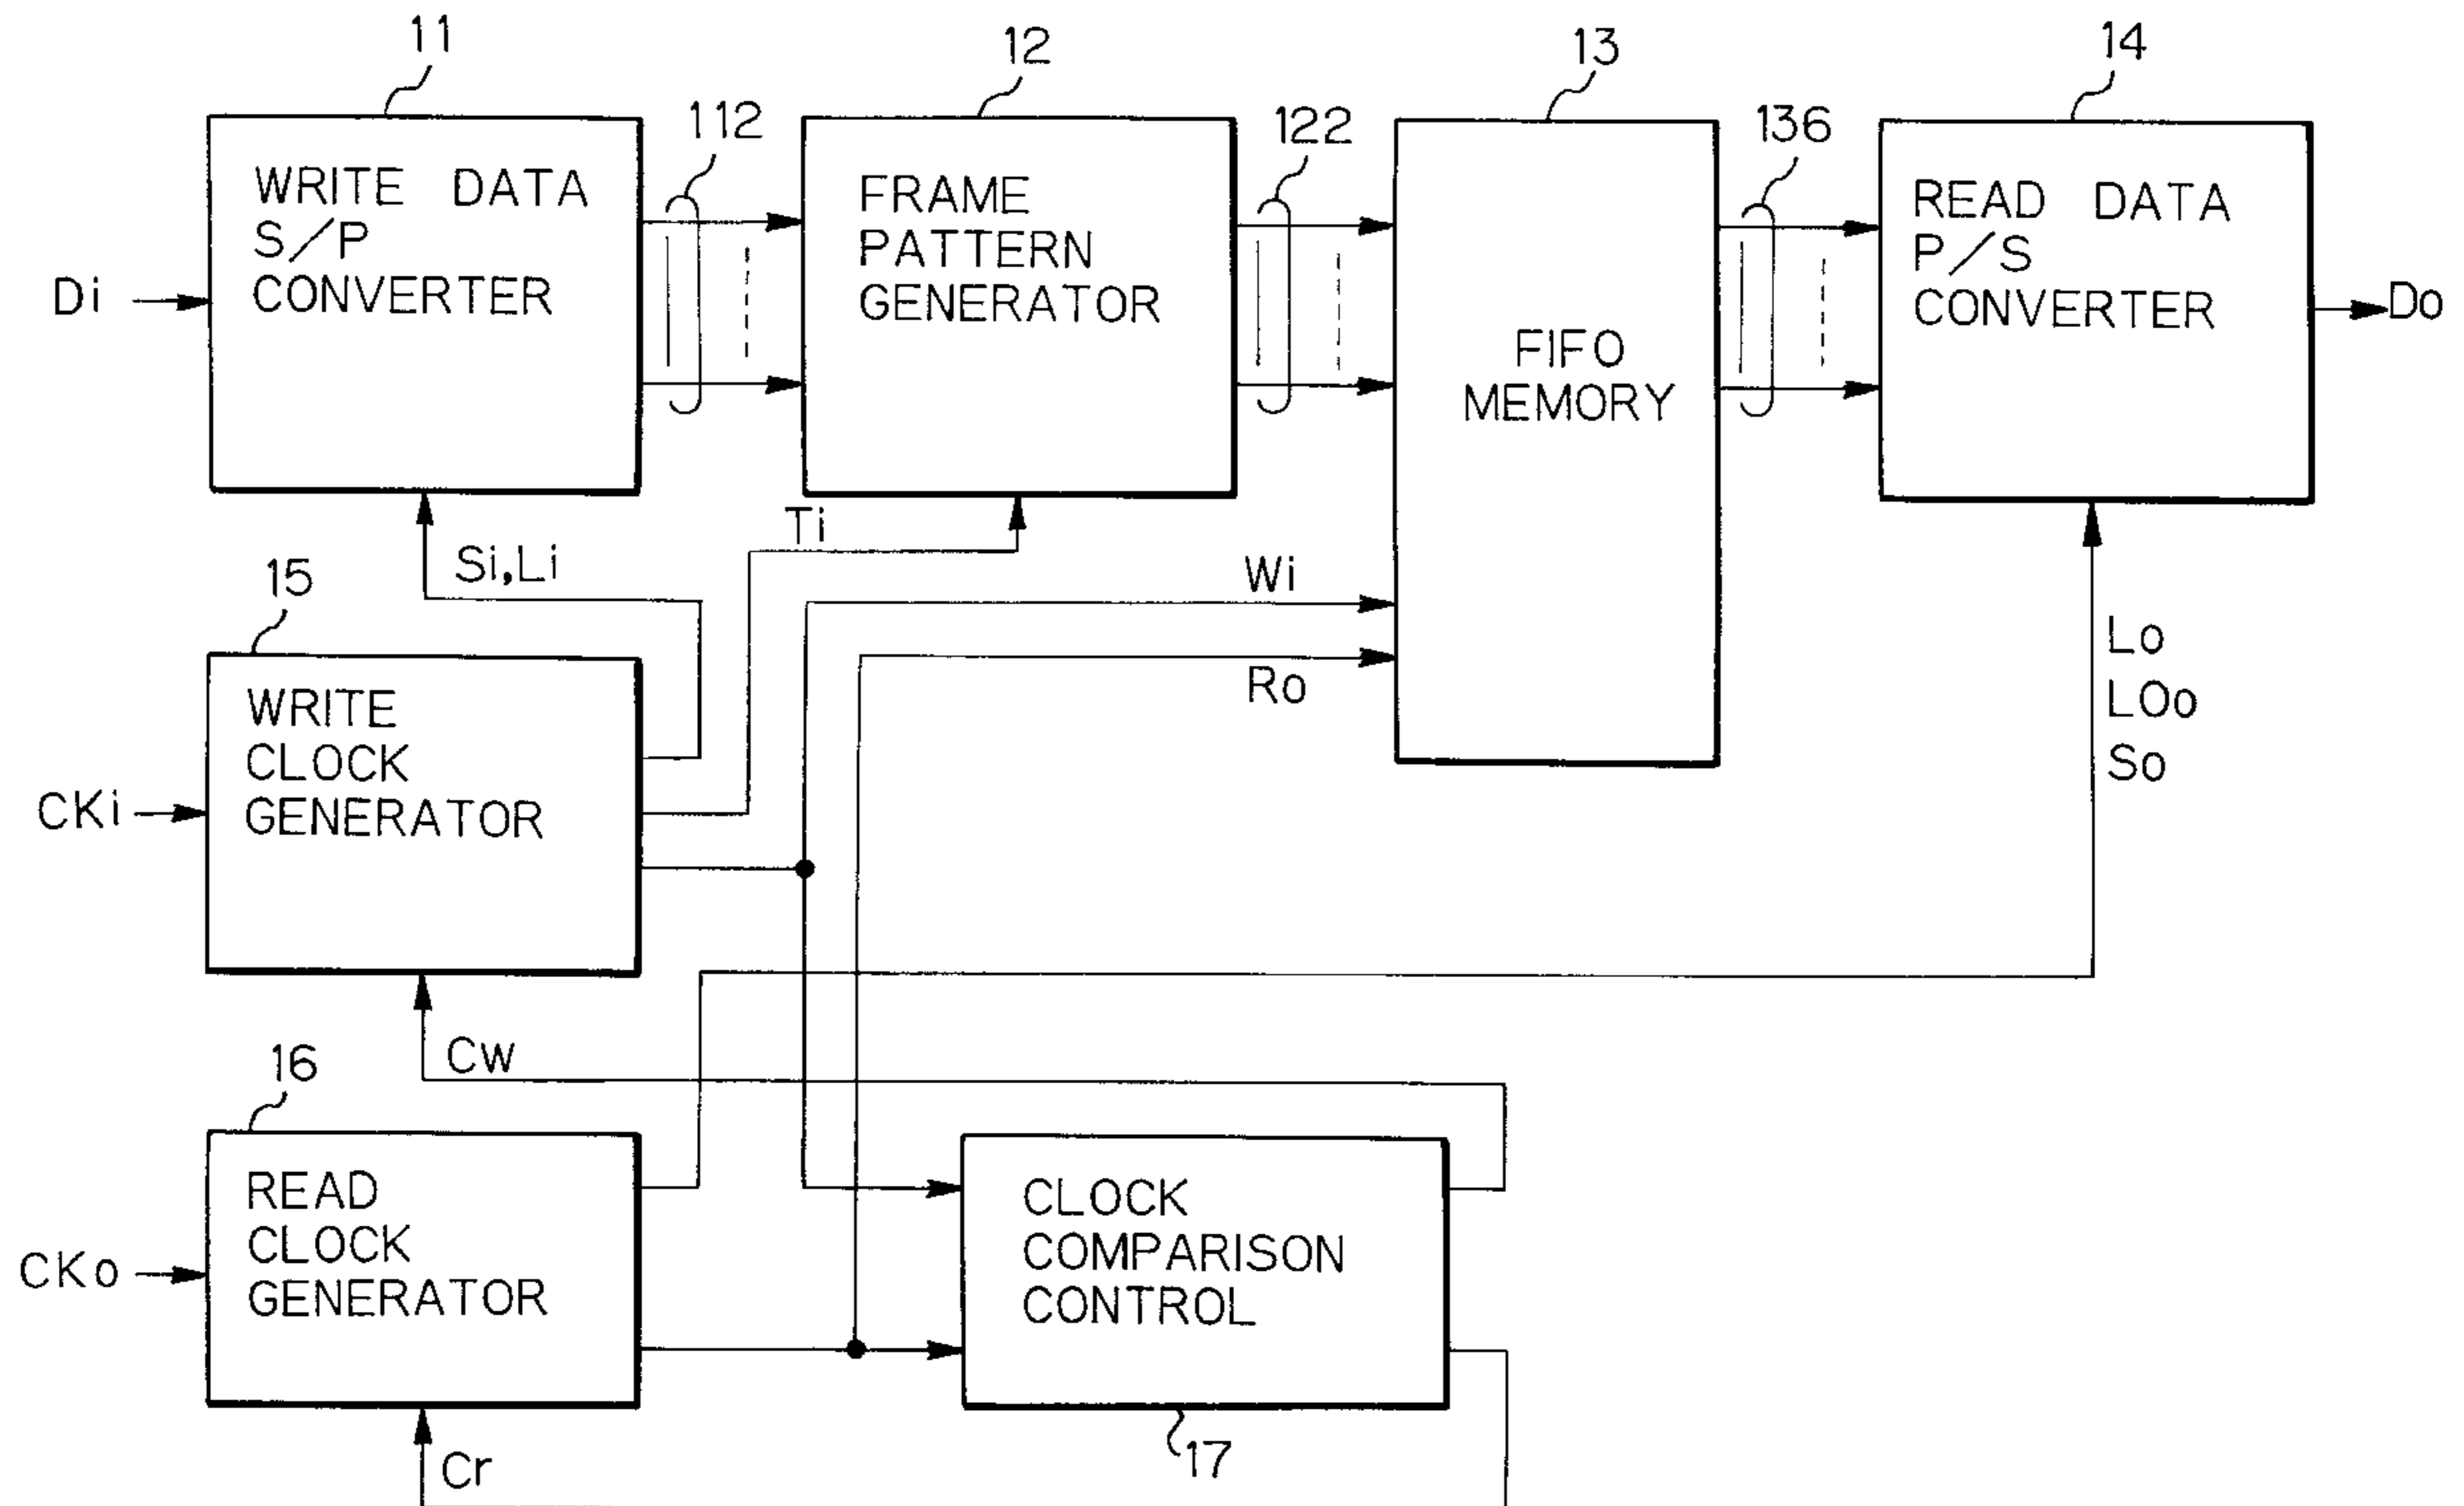 11
12
13
14
112
122
136
WRITE DATA
S/P
CONVERTER
FRAME
PATTERN
GENERATOR
FIFO
MEMORY
READ DATA
P/S
CONVERTER
Di
Do
Si,Li
Ti
Wi
Ro
Lo
LOo
So
15
WRITE
CLOCK
GENERATOR
CKi
Cw
16
READ
CLOCK
GENERATOR
CKo
CLOCK
COMPARISON
CONTROL
17
Cr